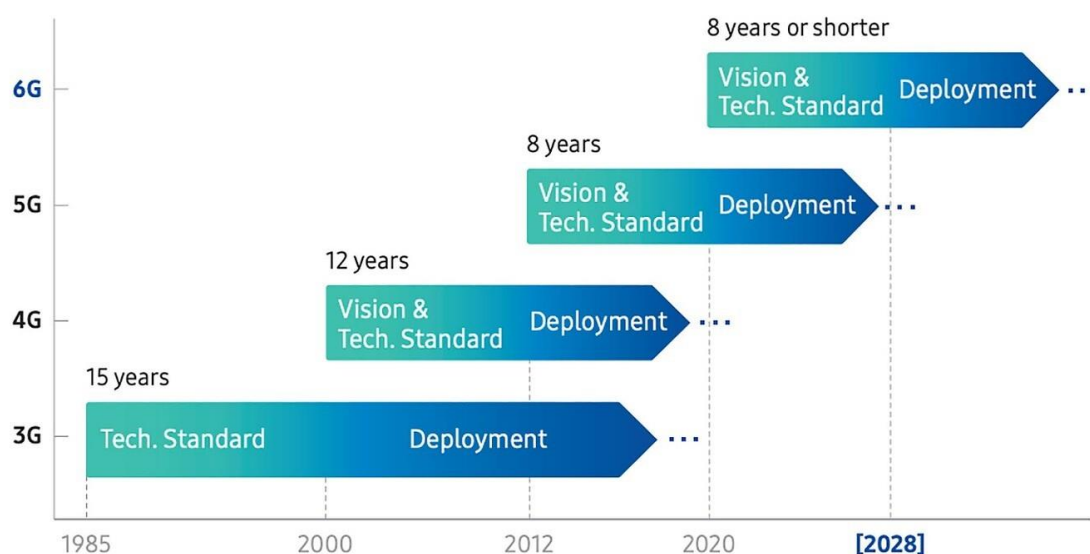 8 years or shorter
6G
Vision &
Tech. Standard
Deployment
8 years
5G
Vision &
Tech. Standard
Deployment
12 years
4G
Vision &
Tech. Standard
Deployment
15 years
3G
Tech. Standard
Deployment
1985
2000
2012
2020
[2028]